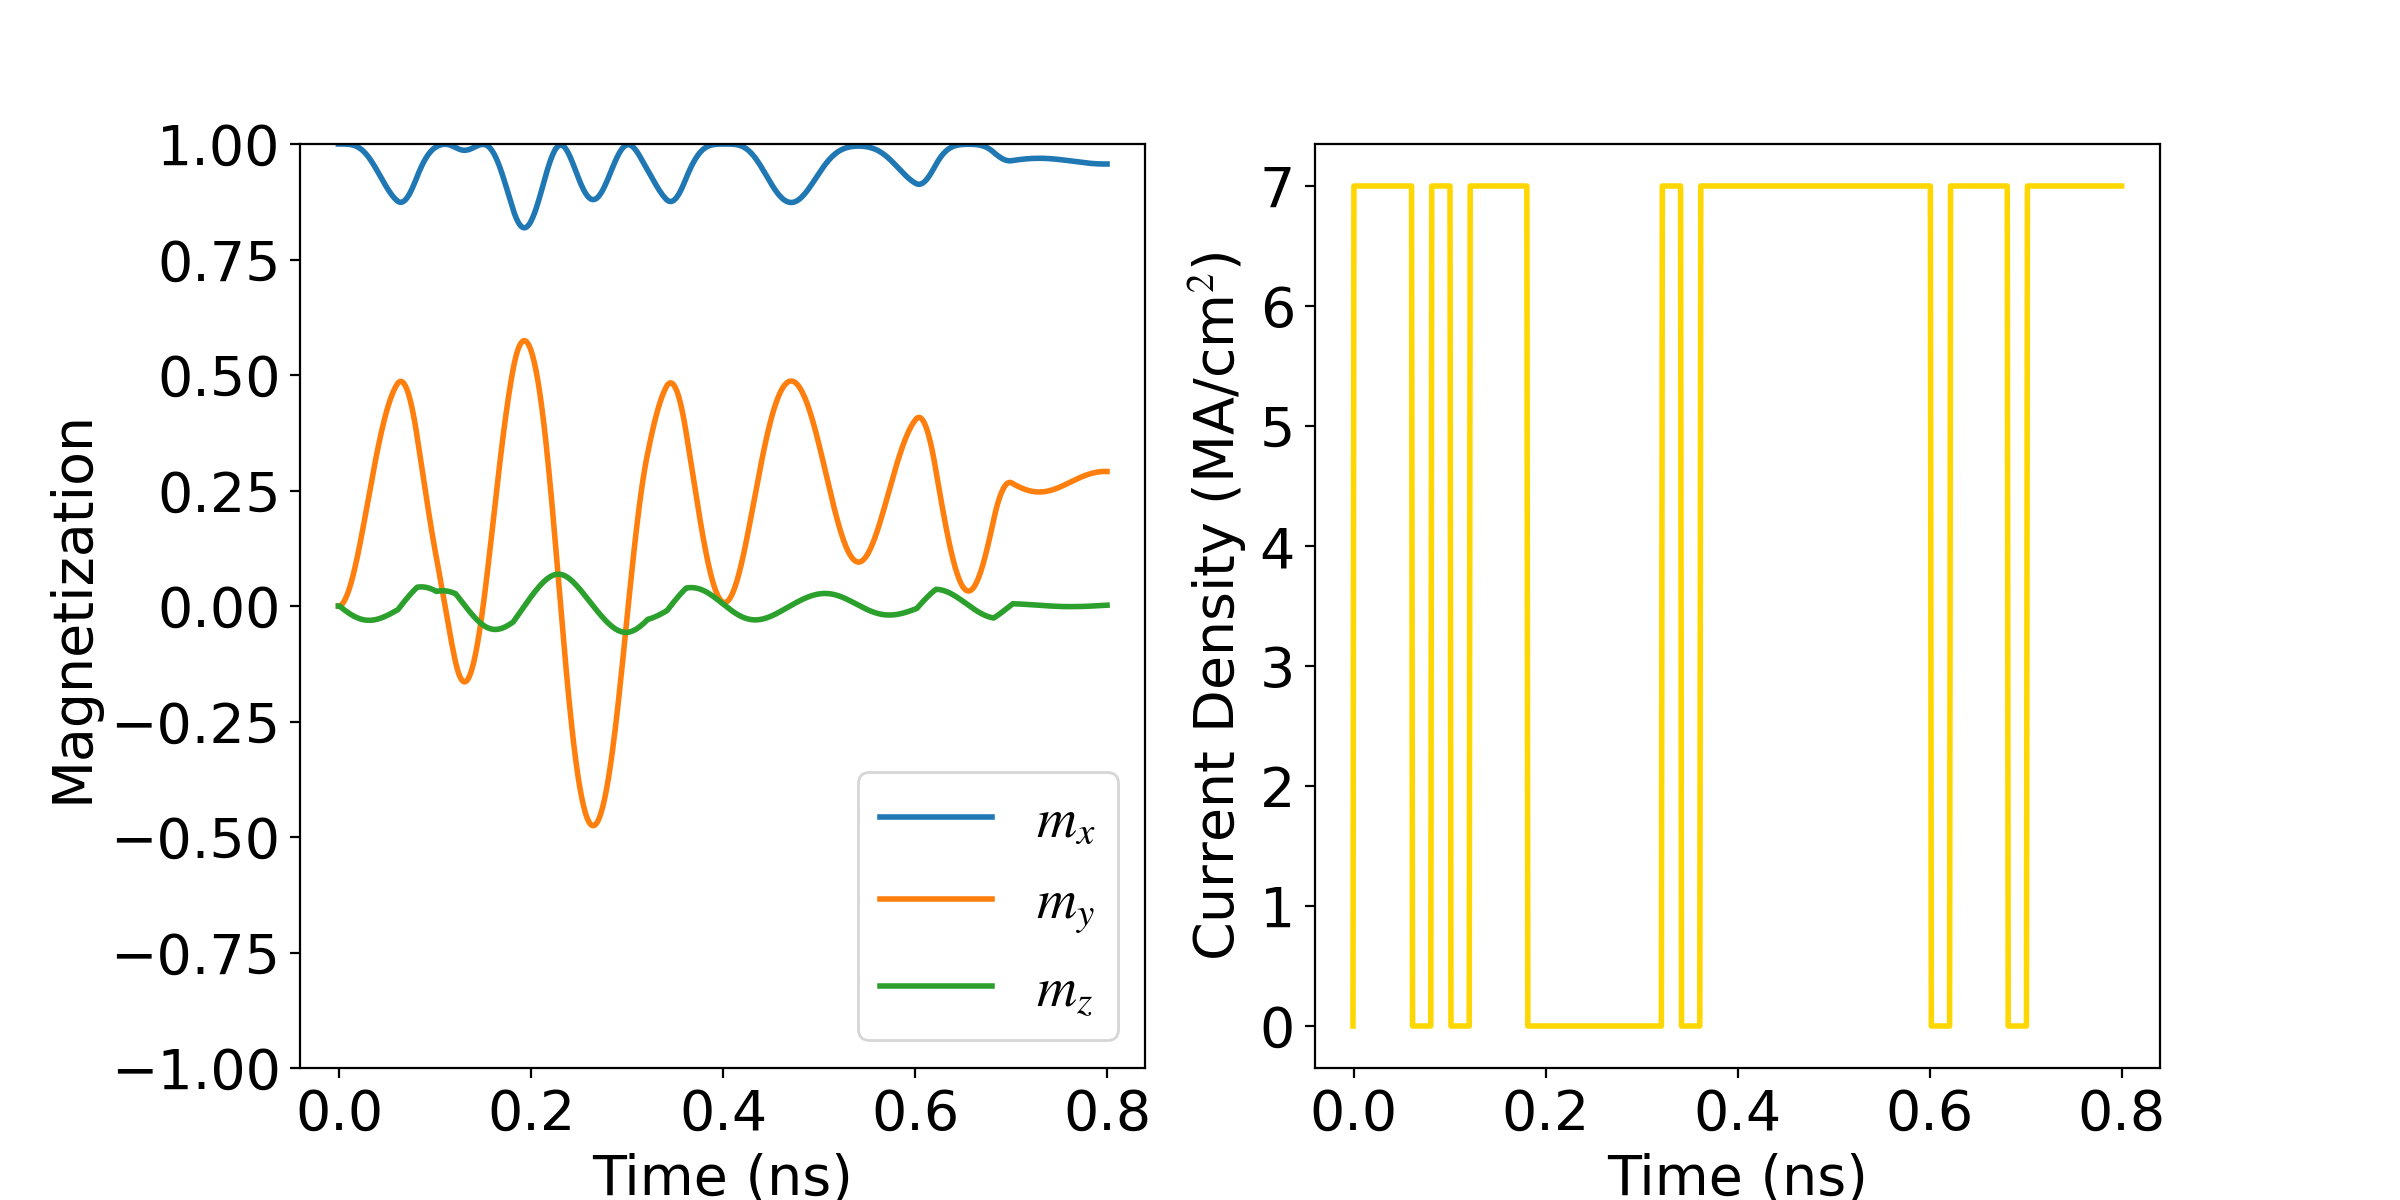 Magnetization
1.00
0.75
0.50
0.25
0.00
−0.25
−0.50
−0.75
−1.00
0.0 0.2 0.4 0.6 0.8
Time (ns)
m_x
m_y
m_z
Current Density (MA/cm²)
7
6
5
4
3
2
1
0
0.0 0.2 0.4 0.6 0.8
Time (ns)